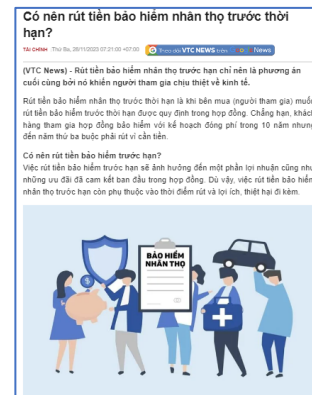 Có nên rút tiền bảo hiểm nhân thọ trước thời
hạn?
TÀI CHÍNH Thứ Ba, 28/11/2023 07:21:00 +07:00 Theo dõi VTC NEWS trên News
(VTC News) - Rút tiền bảo hiểm nhân thọ trước hạn chỉ nên là phương án
cuối cùng bởi nó khiến người tham gia chịu thiệt về kinh tế.
Rút tiền bảo hiểm nhân thọ trước thời hạn là khi bên mua (người tham gia) muốn
rút tiền bảo hiểm trước thời hạn được quy định trong hợp đồng. Chẳng hạn, khách
hàng tham gia hợp đồng bảo hiểm với kế hoạch đóng phí trong 10 năm nhưng
đến năm thứ ba buộc phải rút vì cần tiền.
Có nên rút tiền bảo hiểm trước hạn?
Việc rút tiền bảo hiểm trước hạn sẽ ảnh hưởng đến một phần lợi nhuận cũng như
những ưu đãi đã cam kết ban đầu trong hợp đồng. Dù vậy, việc rút tiền bảo hiểm
nhân thọ trước hạn còn phụ thuộc vào thời điểm rút và lợi ích, thiệt hại đi kèm.
BẢO HIỂM
NHÂN THỌ